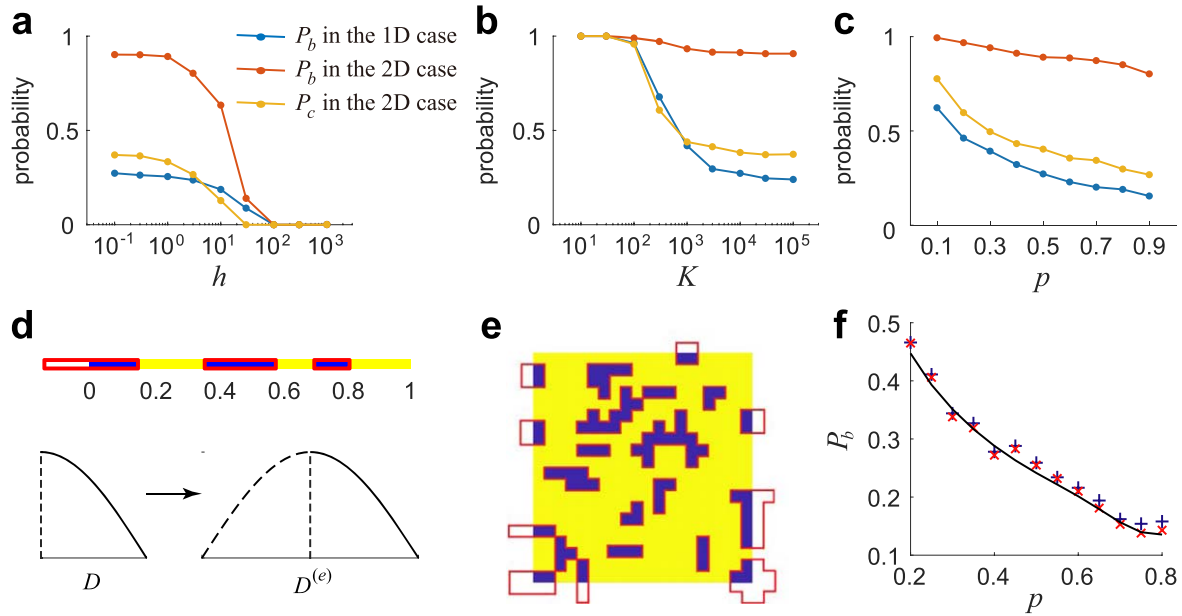 a
P_b in the 1D case
P_b in the 2D case
P_c in the 2D case
probability
1
0.5
0
10^-1 10^0 10^1 10^2 10^3
h
b
probability
1
0.5
0
10^1 10^2 10^3 10^4 10^5
K
c
probability
1
0.5
0
0.1 0.3 0.5 0.7 0.9
p
d
0 0.2 0.4 0.6 0.8 1
D D^(e)
e
f
P_b
0.5
0.4
0.3
0.2
0.1
0.2 0.4 0.6 0.8
p